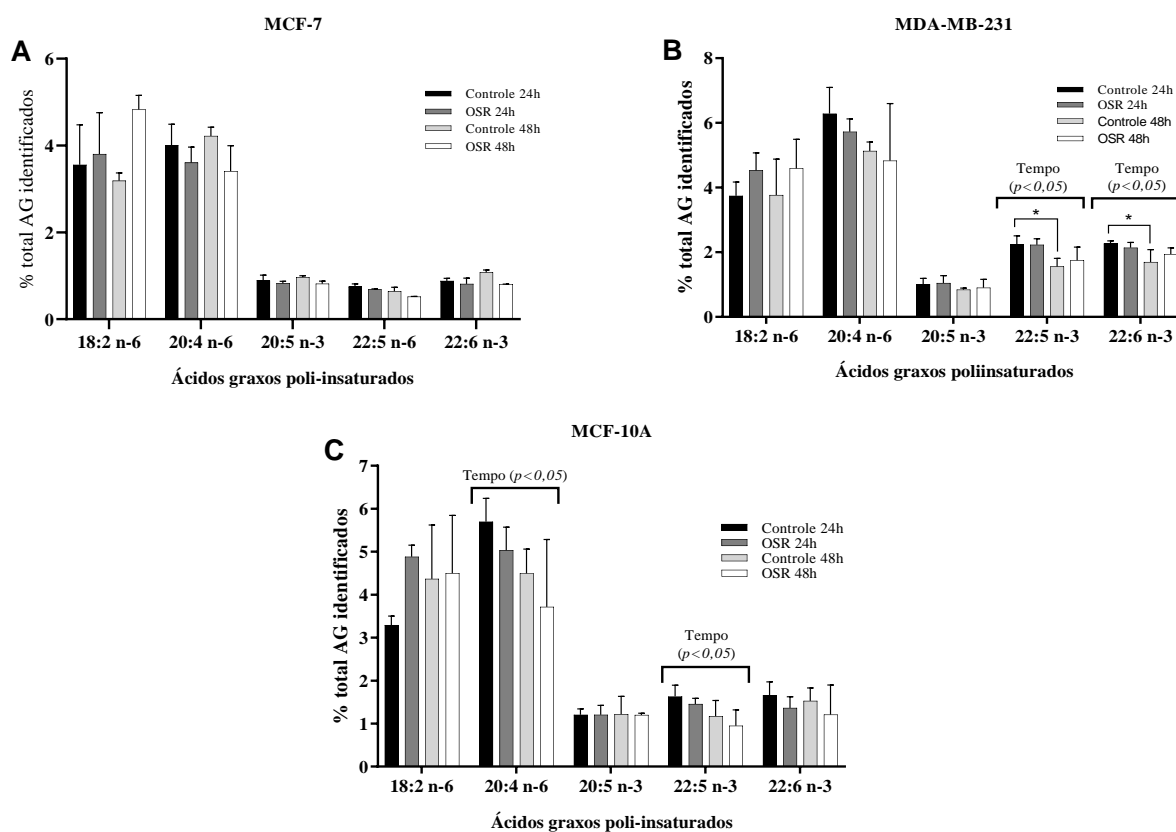 MCF-7
A
% total AG identificados
6
4
2
0
Controle 24h
OSR 24h
Controle 48h
OSR 48h
18:2 n-6
20:4 n-6
20:5 n-3
22:5 n-6
22:6 n-3
Ácidos graxos poli-insaturados
MDA-MB-231
B
% total AG identificados
8
6
4
2
0
Controle 24h
OSR 24h
Controle 48h
OSR 48h
Tempo
(p<0,05)
*
Tempo
(p<0,05)
*
18:2 n-6
20:4 n-6
20:5 n-3
22:5 n-3
22:6 n-3
Ácidos graxos poliinsaturados
MCF-10A
C
% total AG identificados
7
6
5
4
3
2
1
0
Tempo (p<0,05)
Controle 24h
OSR 24h
Controle 48h
OSR 48h
Tempo
(p<0,05)
18:2 n-6
20:4 n-6
20:5 n-3
22:5 n-3
22:6 n-3
Ácidos graxos poli-insaturados